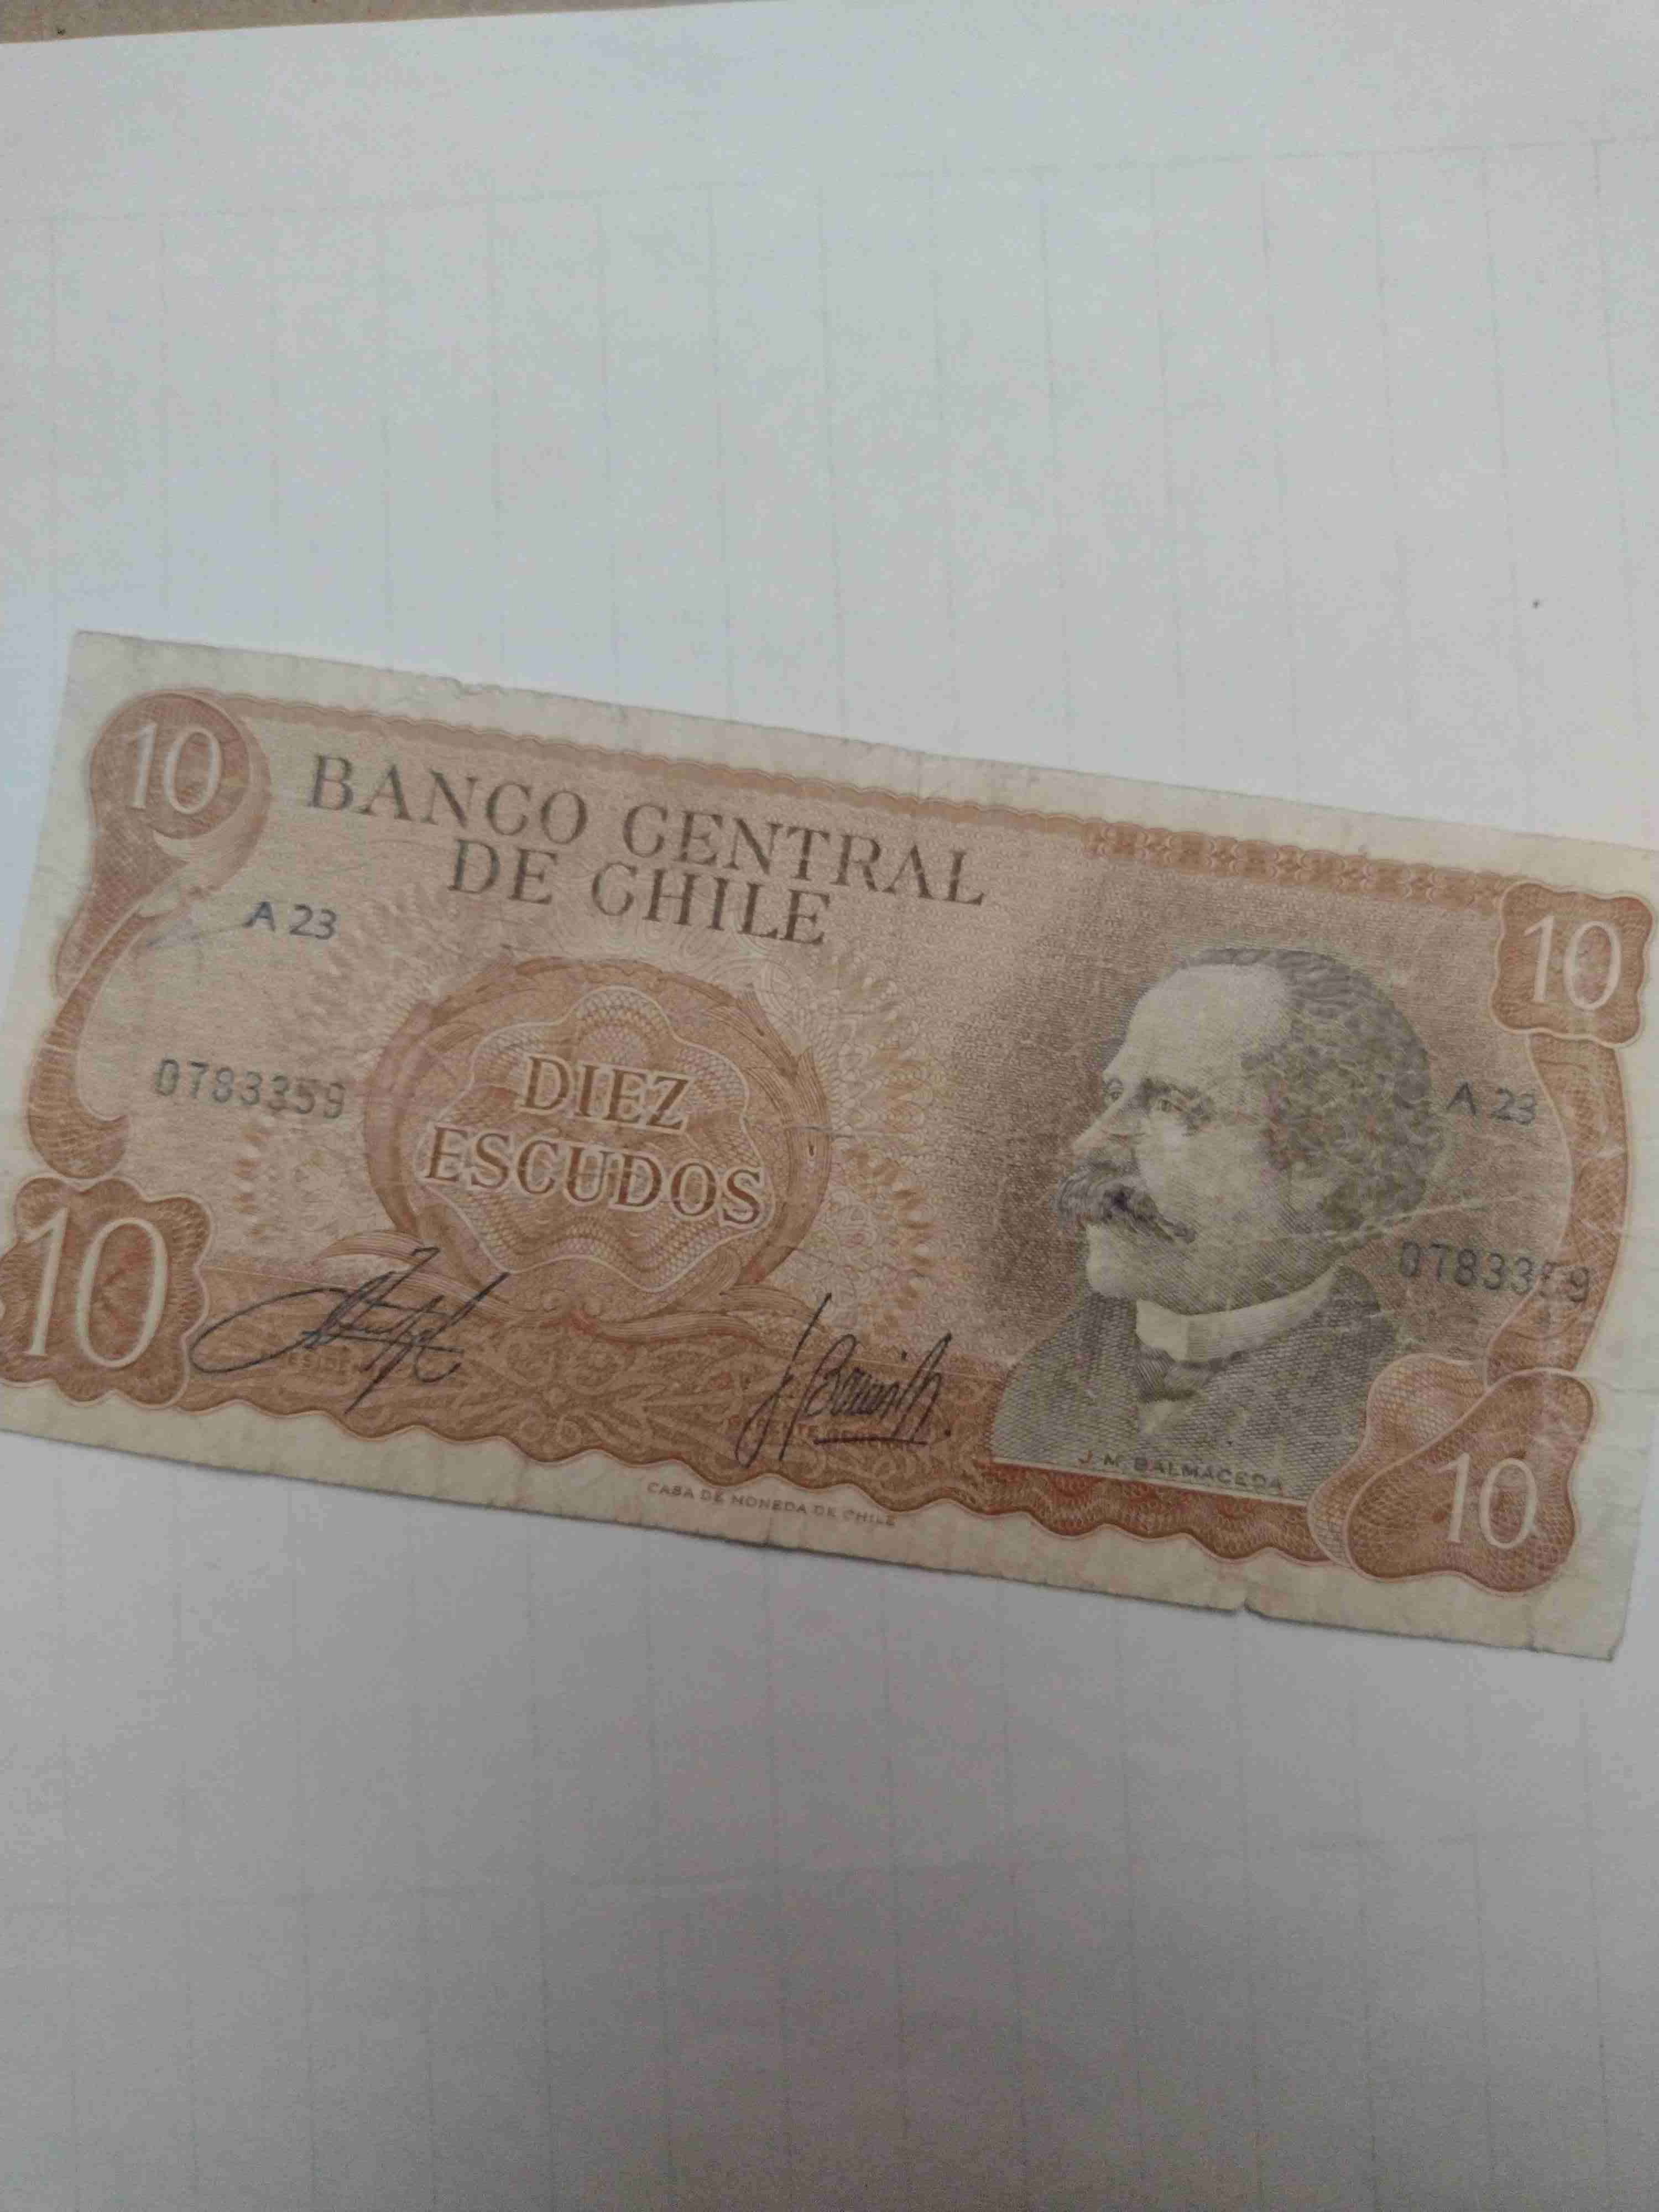 10
BANCO CENTRAL
DE CHILE
10
A 23
A 23
0783359
0783359
DIEZ
ESCUDOS
10
10
J. M. BALMACEDA
CASA DE MONEDA DE CHILE